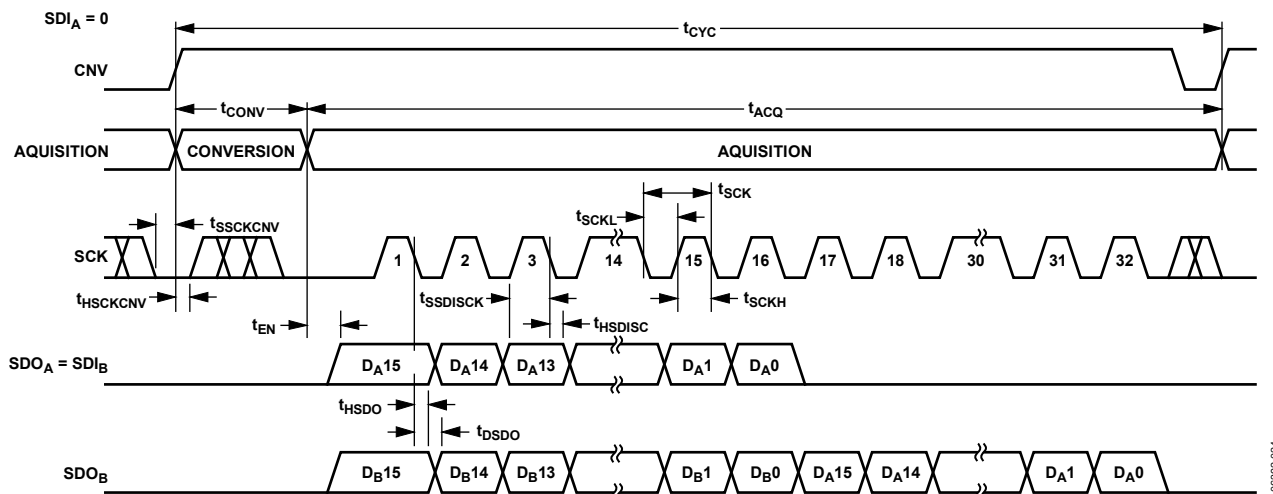 SDIA = 0
tCYC
CNV
tCONV tACQ
AQUISITION CONVERSION AQUISITION
tSCK
tSCKL
tSSCKCNV
SCK 1 2 3 14 15 16 17 18 30 31 32
tHSCKCNV tSSDISCK tSCKH
tEN tHSDISC
SDOA = SDIB DA15 DA14 DA13 DA1 DA0
tHSDO
tDSDO
SDOB DB15 DB14 DB13 DB1 DB0 DA15 DA14 DA1 DA0